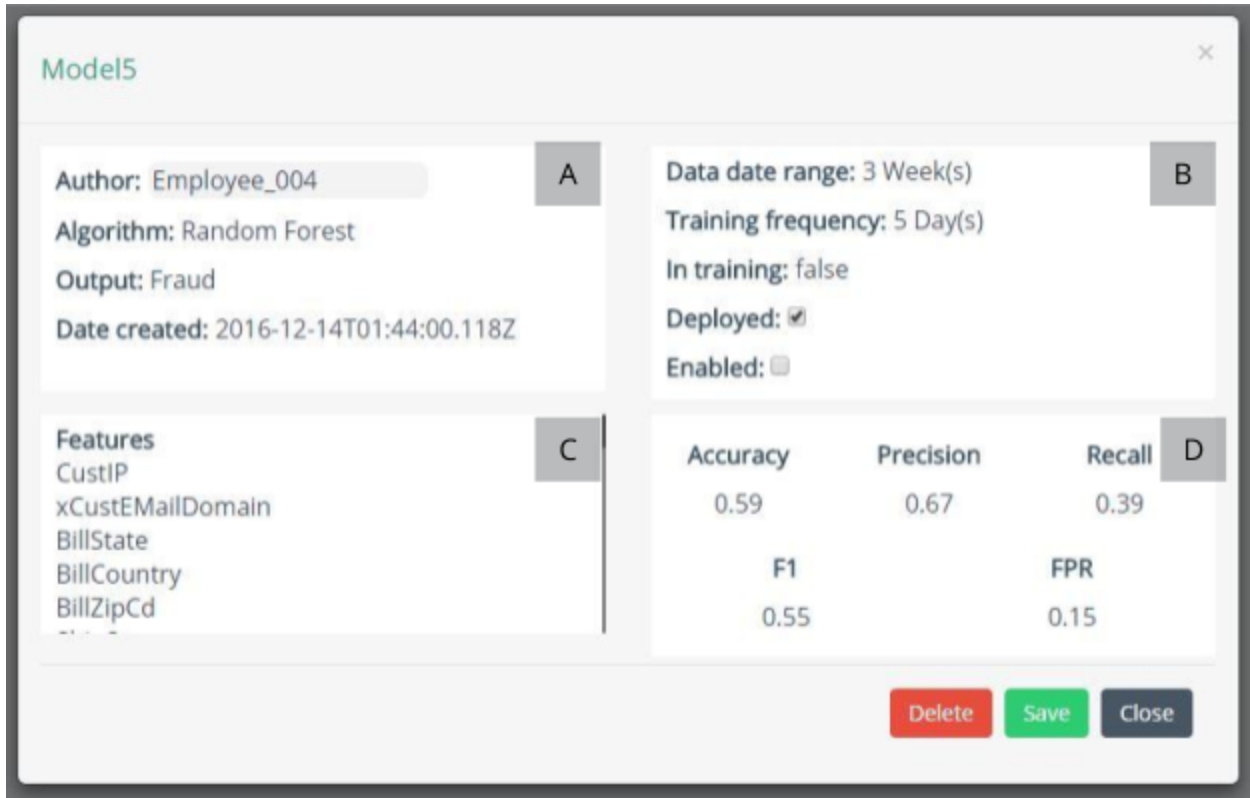 Model5
×
Author: Employee_004
A
Algorithm: Random Forest
Output: Fraud
Date created: 2016-12-14T01:44:00.118Z
Data date range: 3 Week(s)
B
Training frequency: 5 Day(s)
In training: false
Deployed:
Enabled:
Features
C
CustIP
xCustEMailDomain
BillState
BillCountry
BillZipCd
Accuracy Precision Recall
D
0.59 0.67 0.39
F1 FPR
0.55 0.15
Delete Save Close